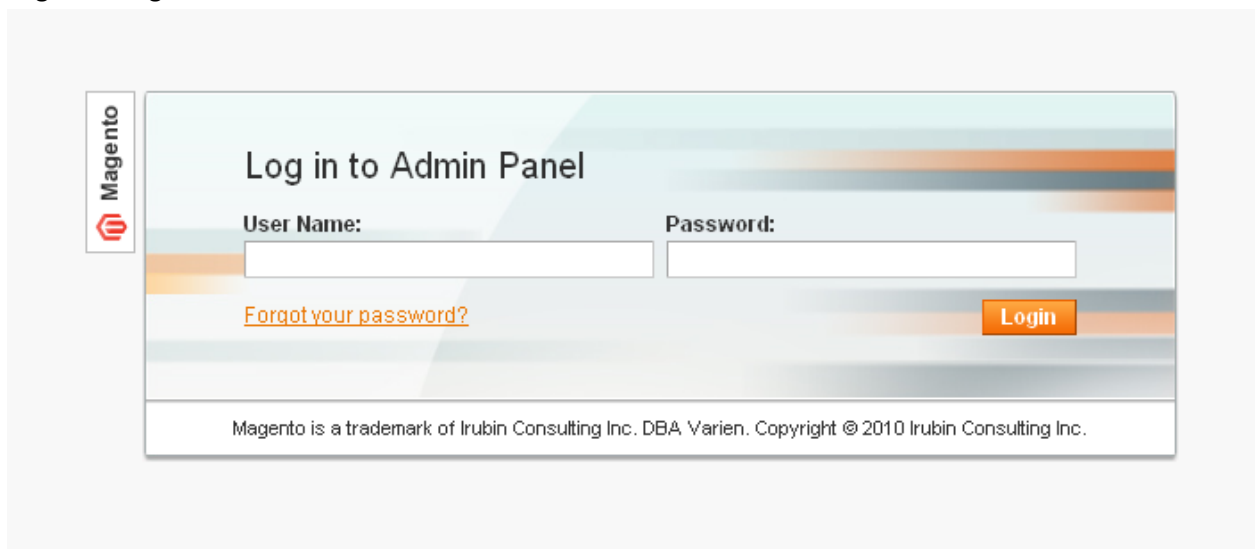 Magento
Log in to Admin Panel
User Name:
Password:
Forgot your password?
Login
Magento is a trademark of Irubin Consulting Inc. DBA Varien. Copyright © 2010 Irubin Consulting Inc.